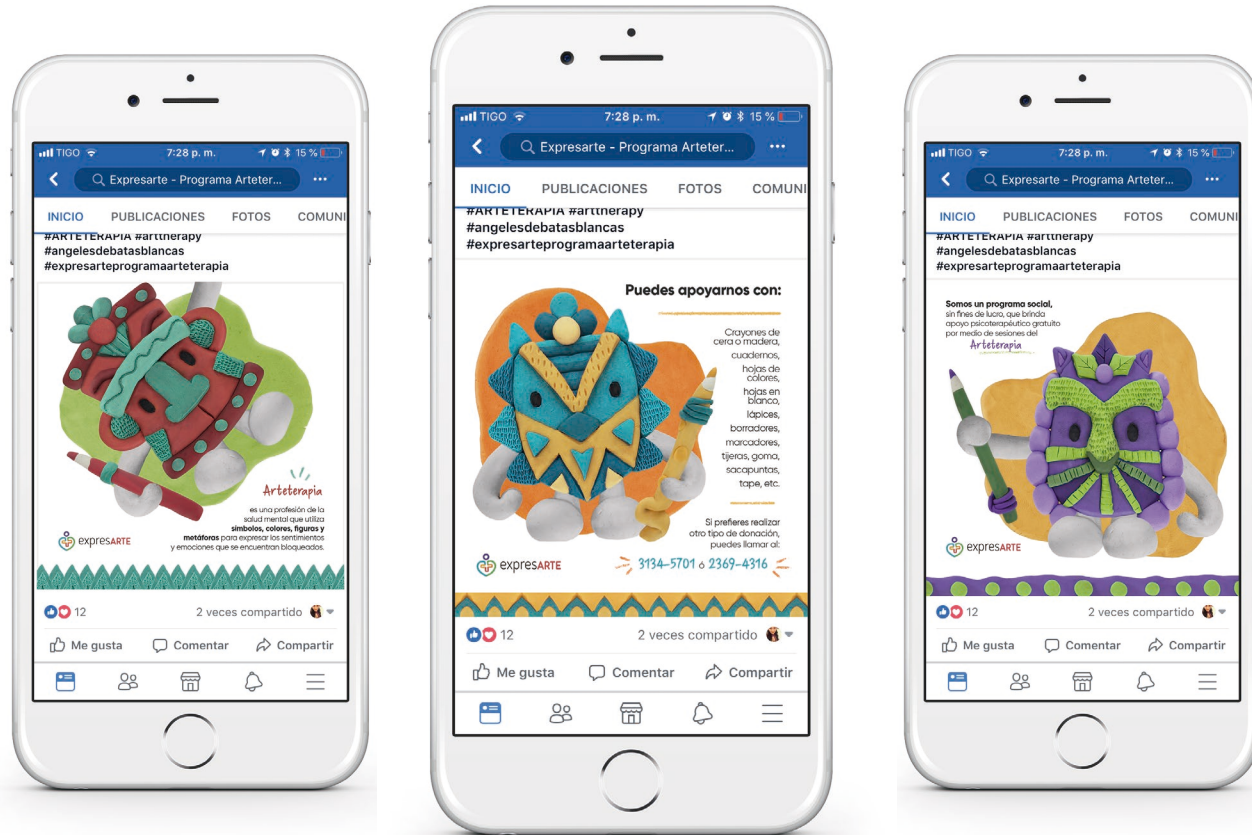 TIGO 7:28 p. m. 15 %
Expresarte - Programa Arteter...
INICIO PUBLICACIONES FOTOS COMUNI
#ARTETERAPIA #arttherapy
#angelesdebatasblancas
#expresarteprogramaarteterapia
Arteterapia
es una profesión de la
salud mental que utiliza
símbolos, colores, figuras y
metáforas para expresar los sentimientos
y emociones que se encuentran bloqueados.
expresARTE
12 2 veces compartido
Me gusta Comentar Compartir
TIGO 7:28 p. m. 15 %
Expresarte - Programa Arteter...
INICIO PUBLICACIONES FOTOS COMUNI
#ARTETERAPIA #arttherapy
#angelesdebatasblancas
#expresarteprogramaarteterapia
Puedes apoyarnos con:
Crayones de
cera o madera,
cuadernos,
hojas de
colores,
hojas en
blanco,
lápices,
borradores,
marcadores,
tijeras, goma,
sacapuntas,
tape, etc.
Si prefieres realizar
otro tipo de donación,
puedes llamar al:
3134-5701 ó 2369-4316
expresARTE
12 2 veces compartido
Me gusta Comentar Compartir
TIGO 7:28 p. m. 15 %
Expresarte - Programa Arteter...
INICIO PUBLICACIONES FOTOS COMUNI
#ARTETERAPIA #arttherapy
#angelesdebatasblancas
#expresarteprogramaarteterapia
Somos un programa social,
sin fines de lucro, que brinda
apoyo psicoterapéutico gratuito
por medio de sesiones del
Arteterapia
expresARTE
12 2 veces compartido
Me gusta Comentar Compartir